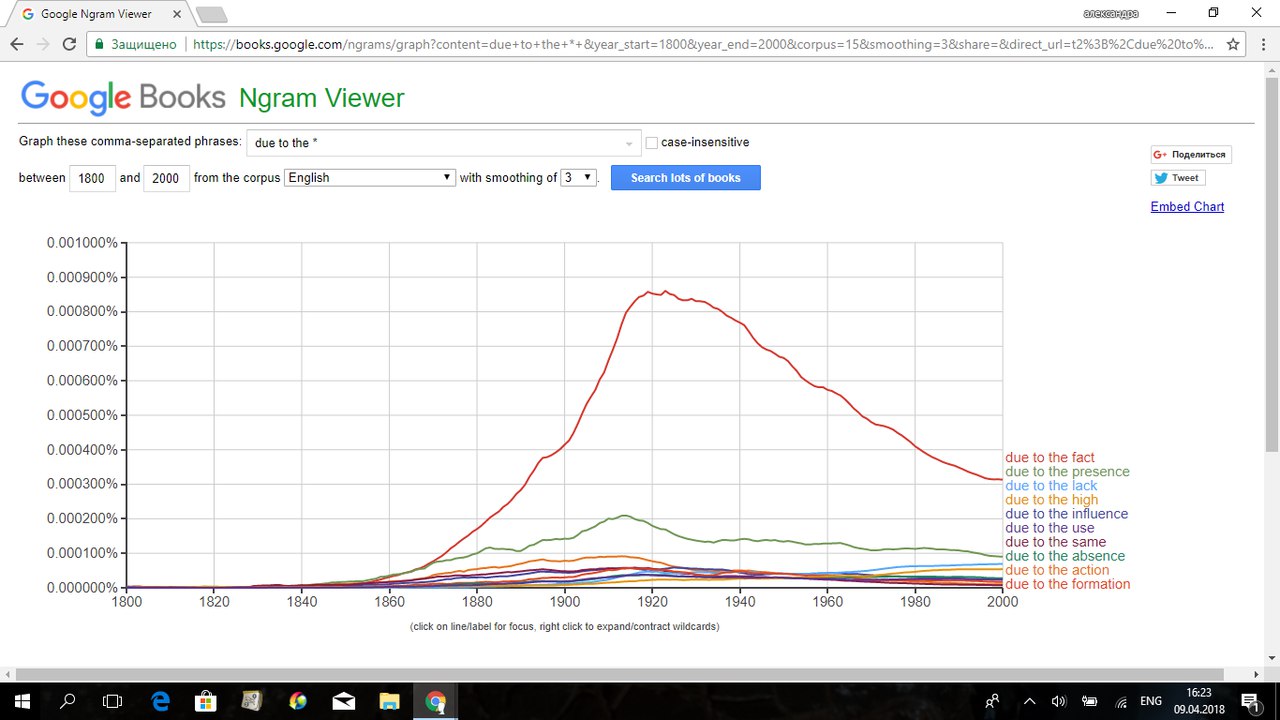 Google Ngram Viewer
александра
Защищено
https://books.google.com/ngrams/graph?content=due+to+the+*+&year_start=1800&year_end=2000&corpus=15&smoothing=3&share=&direct_url=t2%3B%2Cdue%20to%...
Google Books Ngram Viewer
Graph these comma-separated phrases: due to the * case-insensitive
between 1800 and 2000 from the corpus English with smoothing of 3 . Search lots of books
G+ Поделиться
Tweet
Embed Chart
0.001000%
0.000900%
0.000800%
0.000700%
0.000600%
0.000500%
0.000400%
0.000300%
0.000200%
0.000100%
0.000000%
1800 1820 1840 1860 1880 1900 1920 1940 1960 1980 2000
due to the fact
due to the presence
due to the lack
due to the high
due to the influence
due to the use
due to the same
due to the absence
due to the action
due to the formation
(click on line/label for focus, right click to expand/contract wildcards)
ENG
16:23
09.04.2018
1